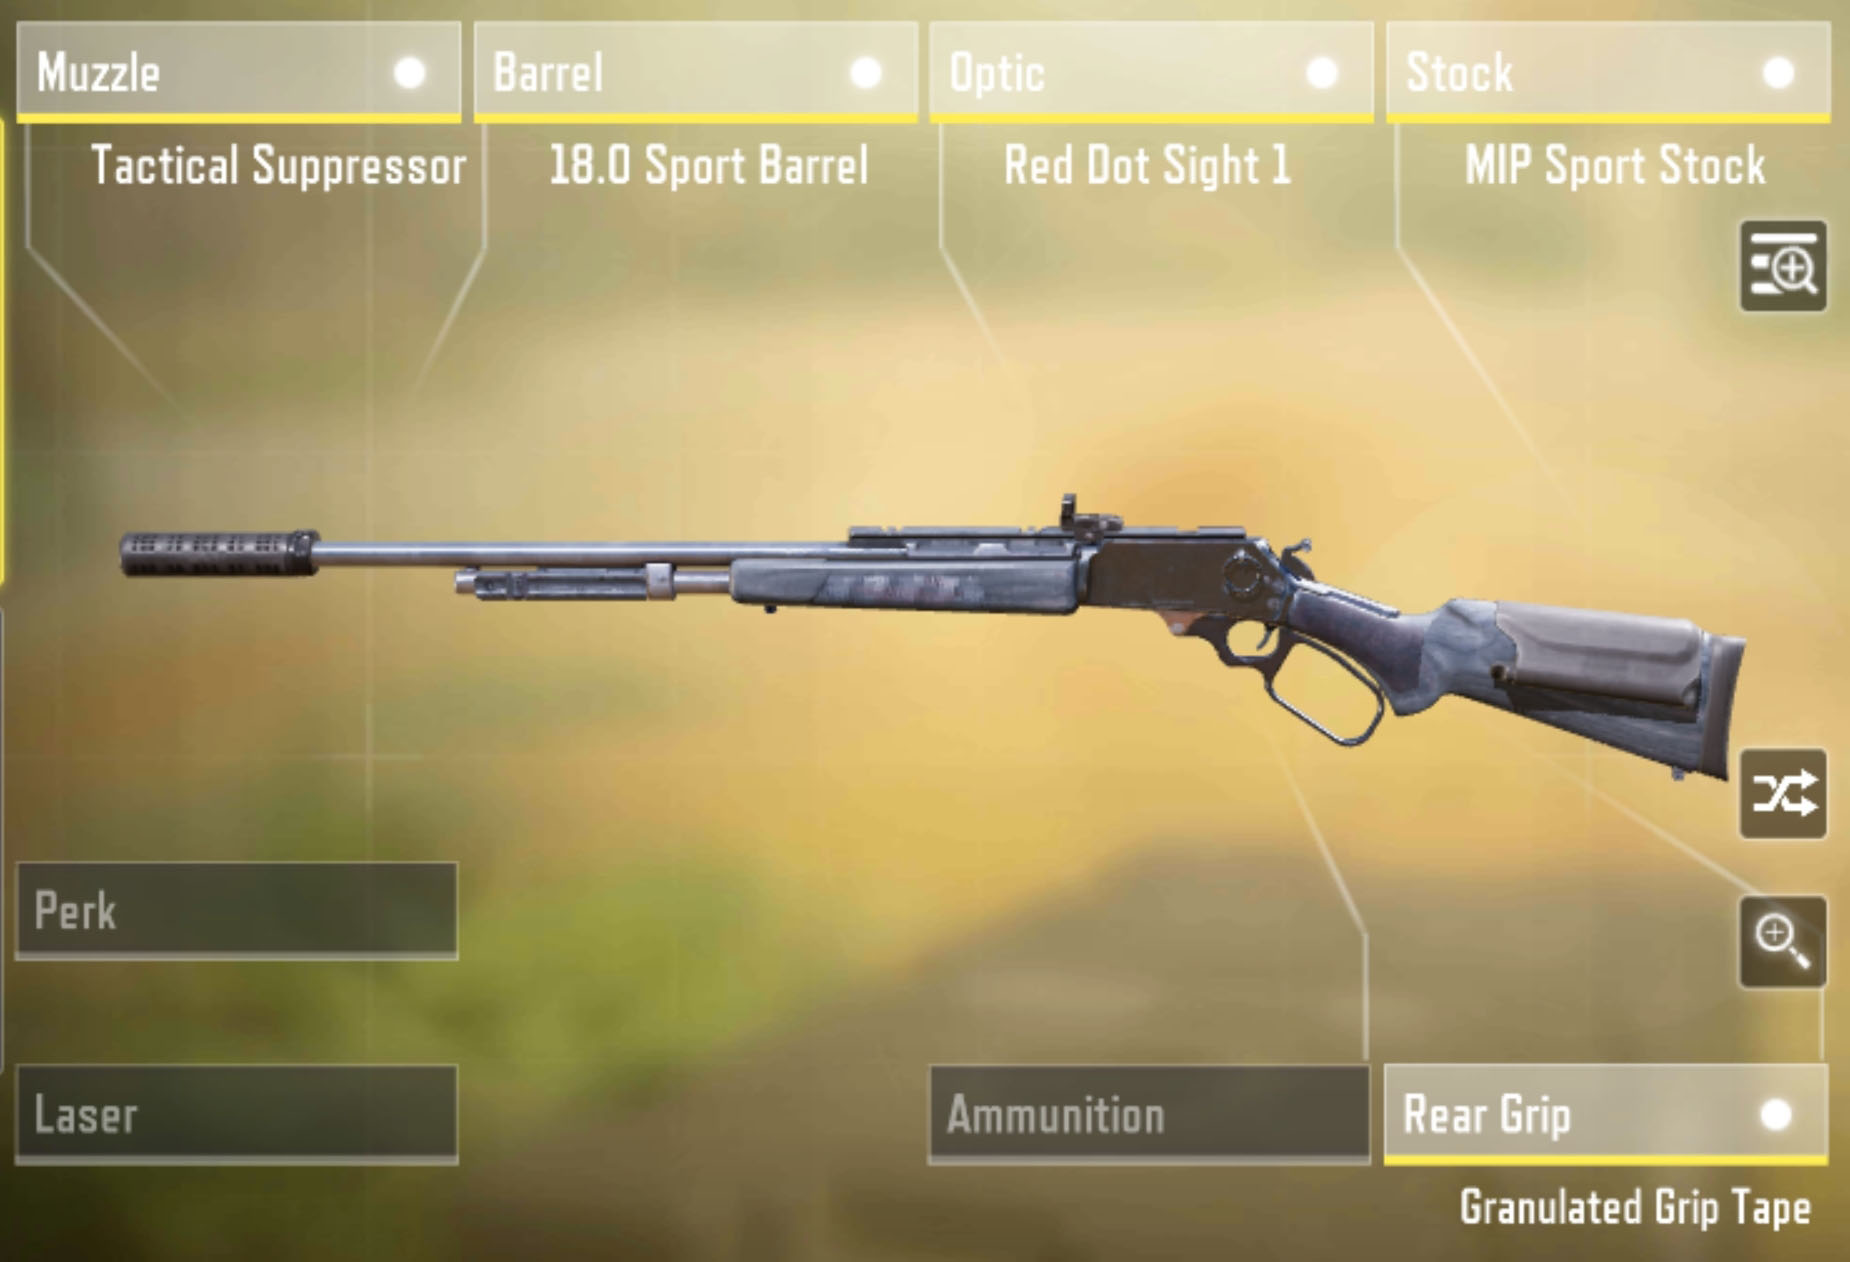 Muzzle
Barrel
Optic
Stock
Tactical Suppressor
18.0 Sport Barrel
Red Dot Sight 1
MIP Sport Stock
Perk
Laser
Ammunition
Rear Grip
Granulated Grip Tape